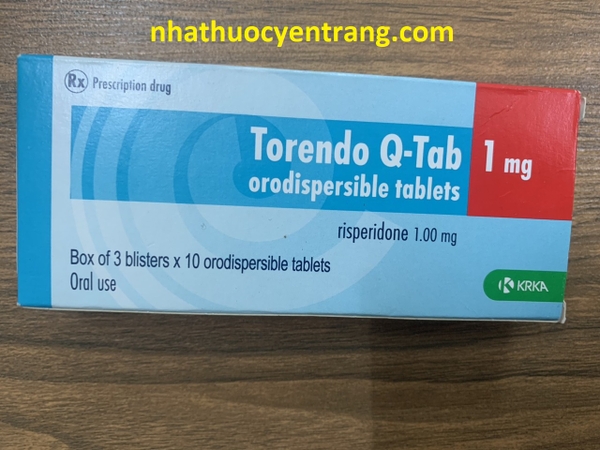 nhathuocyentrang.com
Rx Prescription drug
Torendo Q-Tab 1 mg
orodispersible tablets
risperidone 1.00 mg
Box of 3 blisters x 10 orodispersible tablets
Oral use
KRKA